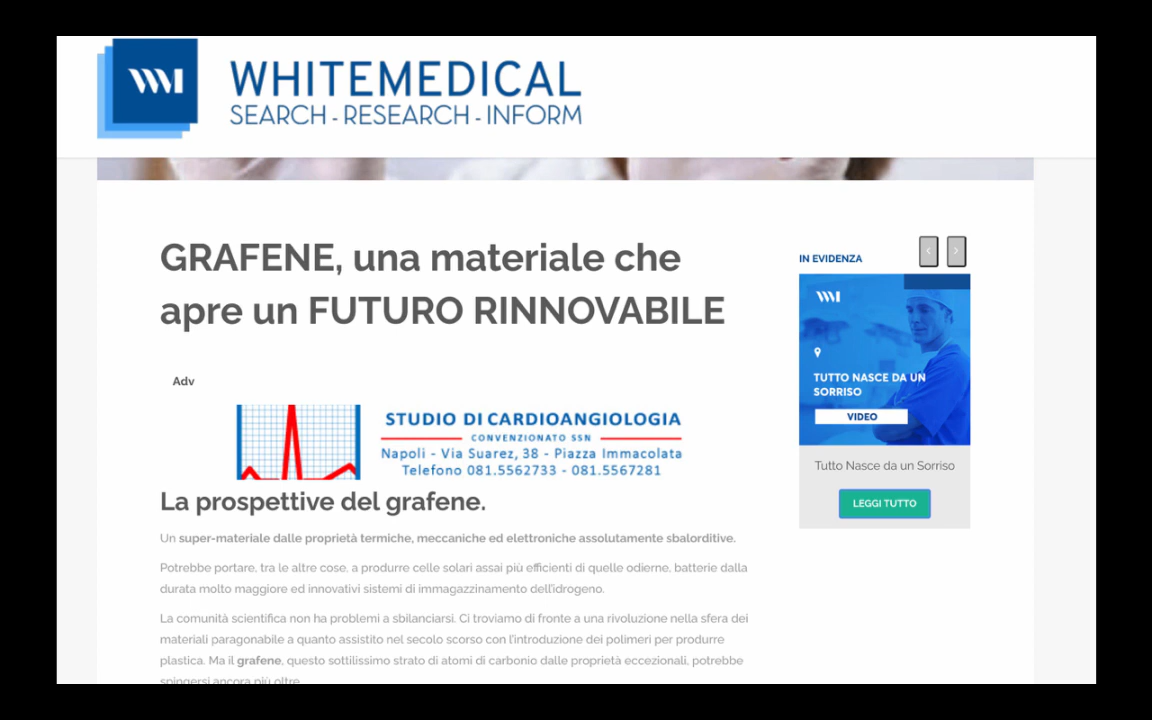 WM
WHITEMEDICAL
SEARCH - RESEARCH - INFORM
GRAFENE, una materiale che
apre un FUTURO RINNOVABILE
Adv
STUDIO DI CARDIOANGIOLOGIA
CONVENZIONATO SSN
Napoli - Via Suarez, 38 - Piazza Immacolata
Telefono 081.5562733 - 081.5567281
La prospettive del grafene.
Un super-materiale dalle proprietà termiche, meccaniche ed elettroniche assolutamente sbalorditive.
Potrebbe portare, tra le altre cose, a produrre celle solari assai più efficienti di quelle odierne, batterie dalla
durata molto maggiore ed innovativi sistemi di immagazzinamento dell'idrogeno.
La comunità scientifica non ha problemi a sbilanciarsi. Ci troviamo di fronte a una rivoluzione nella sfera dei
materiali paragonabile a quanto assistito nel secolo scorso con l'introduzione dei polimeri per produrre
plastica. Ma il grafene, questo sottilissimo strato di atomi di carbonio dalle proprietà eccezionali, potrebbe
spingersi ancora più oltre.
IN EVIDENZA
WM
TUTTO NASCE DA UN
SORRISO
VIDEO
Tutto Nasce da un Sorriso
LEGGI TUTTO